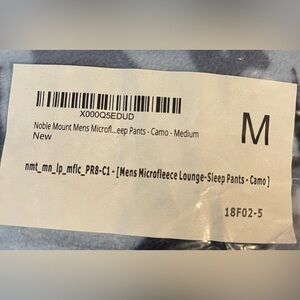 X000Q5EDUD
Noble Mount Mens Microfl...eep Pants - Camo - Medium
New
M
nmt_mn_lp_mflc_PR8-C1 - [Mens Microfleece Lounge-Sleep Pants - Camo]
18F02-5